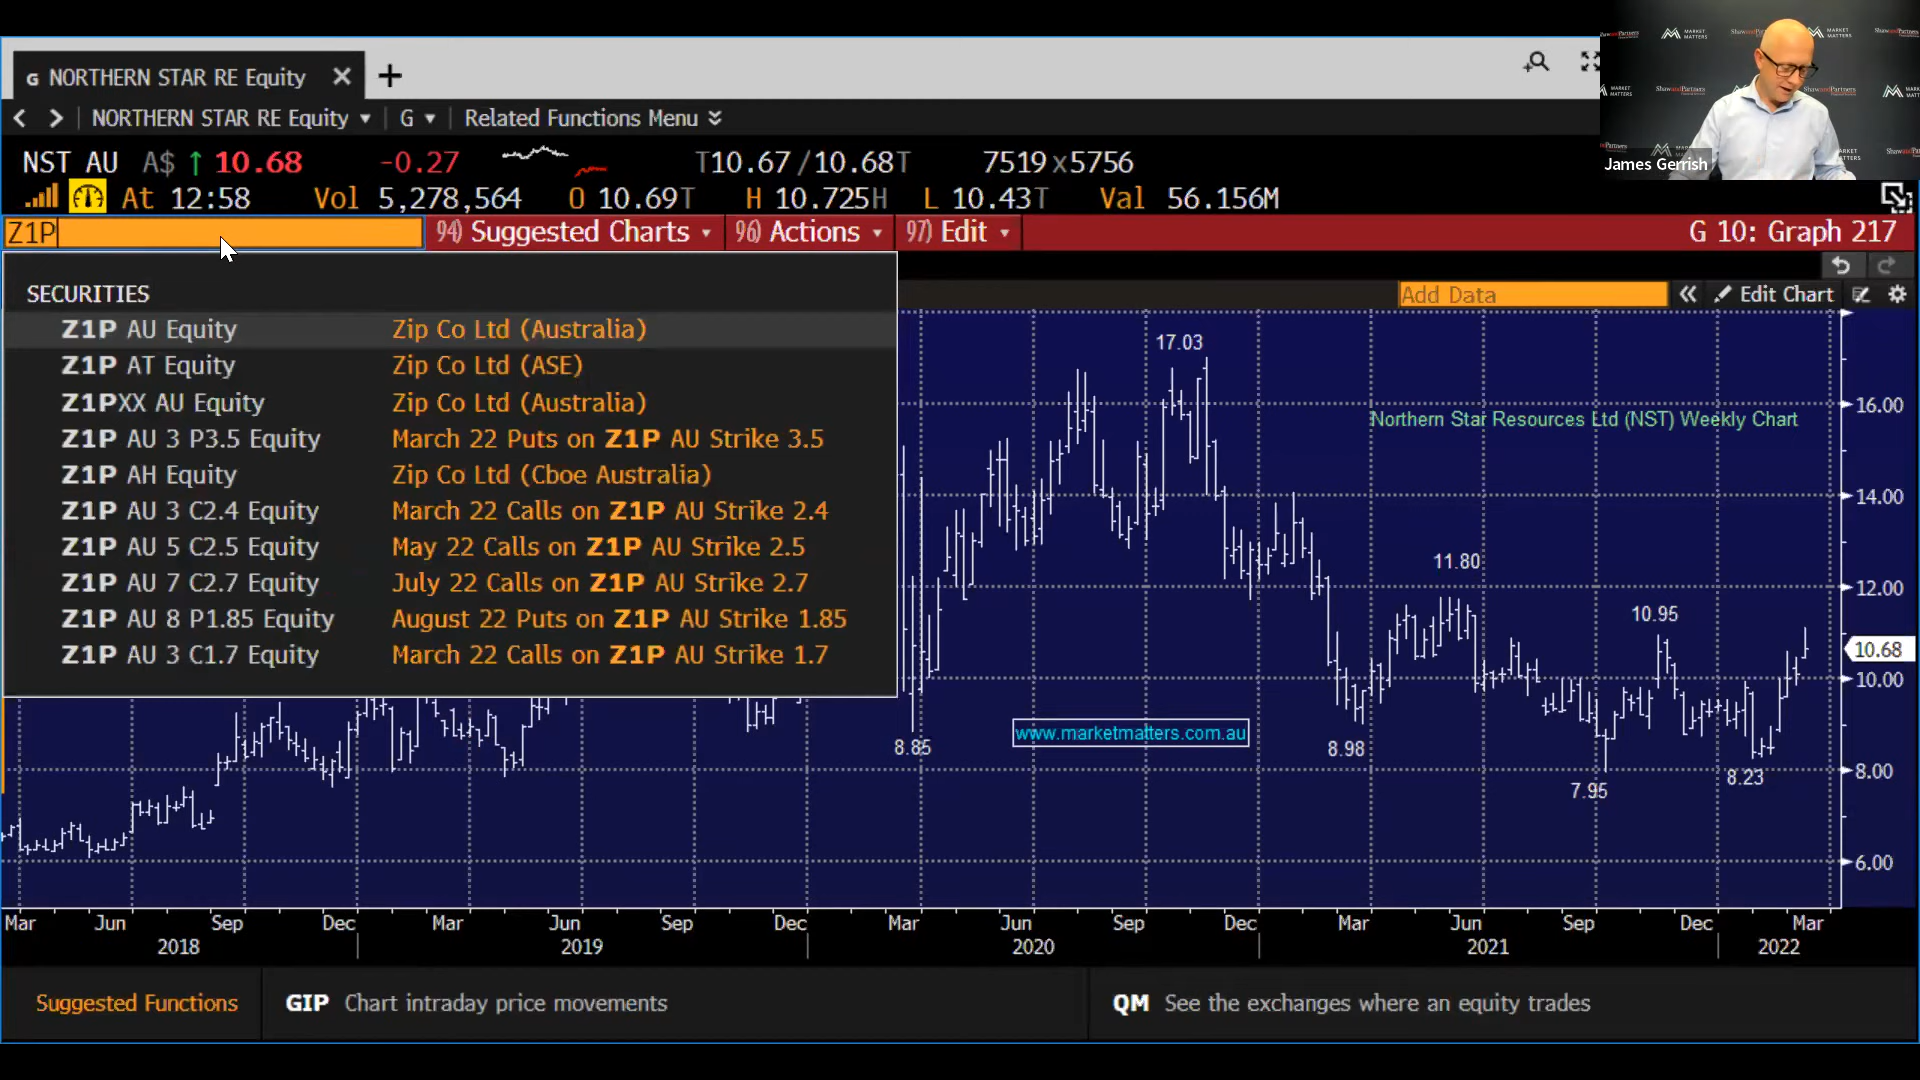 G NORTHERN STAR RE Equity
NORTHERN STAR RE Equity G Related Functions Menu
NST AU A$ ↑ 10.68 -0.27 T10.67/10.68T 7519x5756
At 12:58 Vol 5,278,564 O 10.69T H 10.725H L 10.43T Val 56.156M
Z1P 94) Suggested Charts 96) Actions 97) Edit G 10: Graph 217
MARKET MATTERS
ShawandPartners
James Gerrish
Add Data « Edit Chart
SECURITIES
Z1P AU Equity Zip Co Ltd (Australia)
Z1P AT Equity Zip Co Ltd (ASE)
Z1PXX AU Equity Zip Co Ltd (Australia)
Z1P AU 3 P3.5 Equity March 22 Puts on Z1P AU Strike 3.5
Z1P AH Equity Zip Co Ltd (Cboe Australia)
Z1P AU 3 C2.4 Equity March 22 Calls on Z1P AU Strike 2.4
Z1P AU 5 C2.5 Equity May 22 Calls on Z1P AU Strike 2.5
Z1P AU 7 C2.7 Equity July 22 Calls on Z1P AU Strike 2.7
Z1P AU 8 P1.85 Equity August 22 Puts on Z1P AU Strike 1.85
Z1P AU 3 C1.7 Equity March 22 Calls on Z1P AU Strike 1.7
17.03
Northern Star Resources Ltd (NST) Weekly Chart
11.80
10.95
8.85
www.marketmatters.com.au
8.98
7.95
8.23
16.00
14.00
12.00
10.68
10.00
8.00
6.00
Mar Jun Sep Dec Mar Jun Sep Dec Mar Jun Sep Dec Mar Jun Sep Dec Mar
2018 2019 2020 2021 2022
Suggested Functions GIP Chart intraday price movements QM See the exchanges where an equity trades